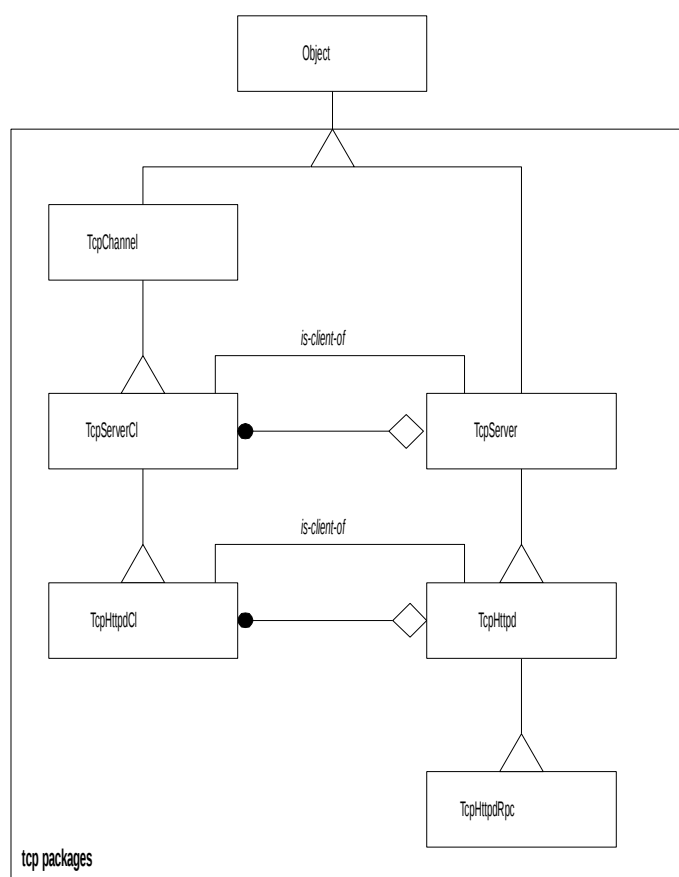 Object
TcpChannel
is-client-of
TcpServerCl
TcpServer
is-client-of
TcpHttpdCl
TcpHttpd
TcpHttpdRpc
tcp packages